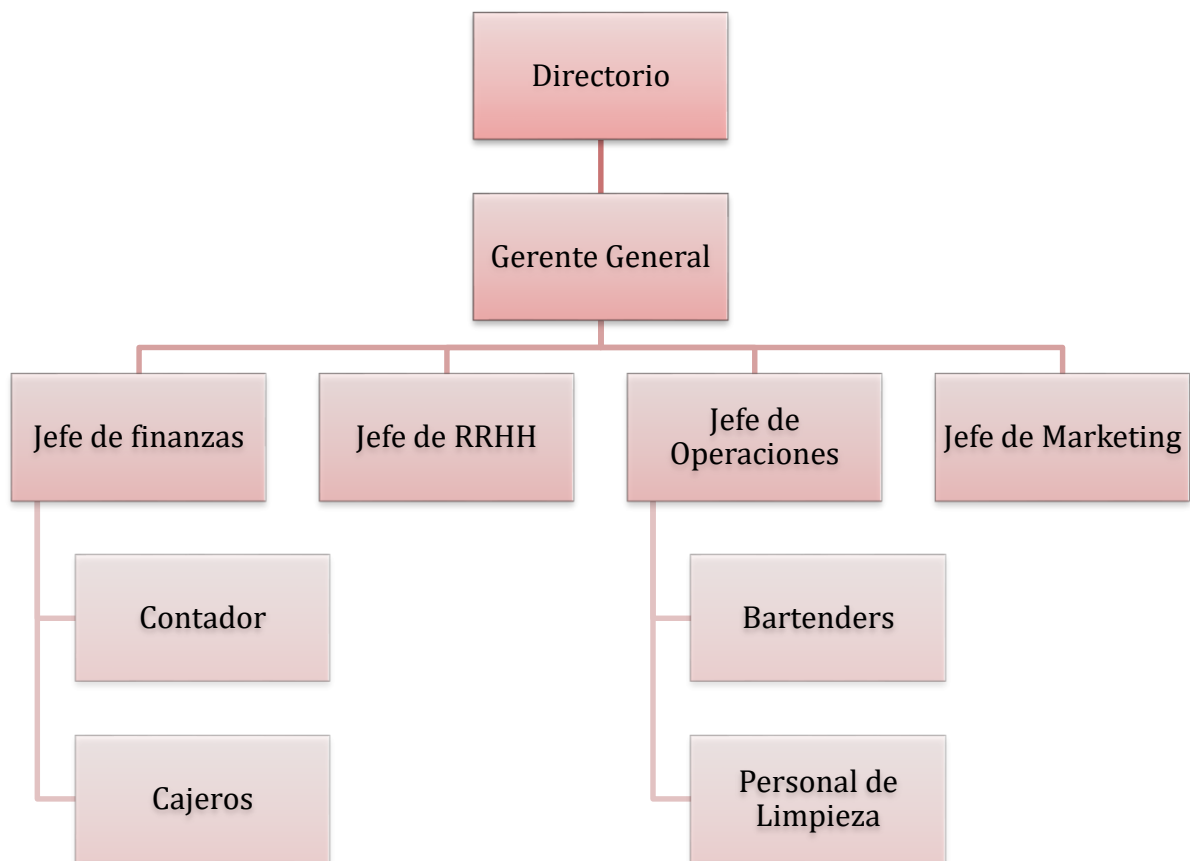 Directorio
Gerente General
Jefe de finanzas
Jefe de RRHH
Jefe de
Operaciones
Jefe de Marketing
Contador
Bartenders
Cajeros
Personal de
Limpieza